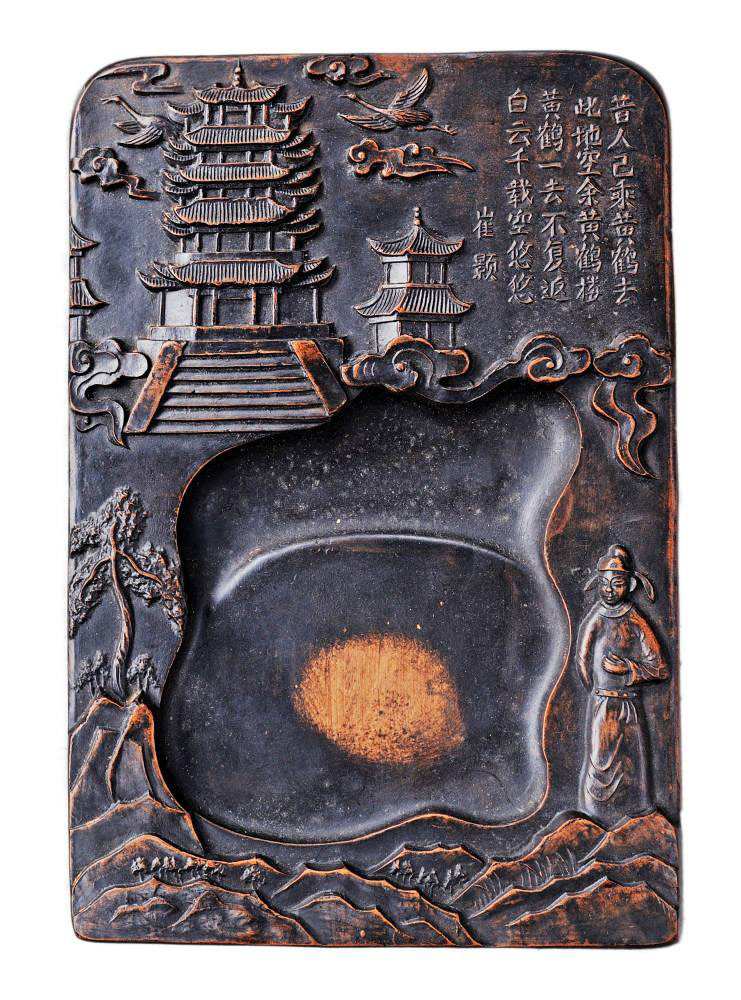 昔人己乘黄鹤去
此地空余黄鹤楼
黄鹤一去不复返
白云千载空悠悠
崔颢